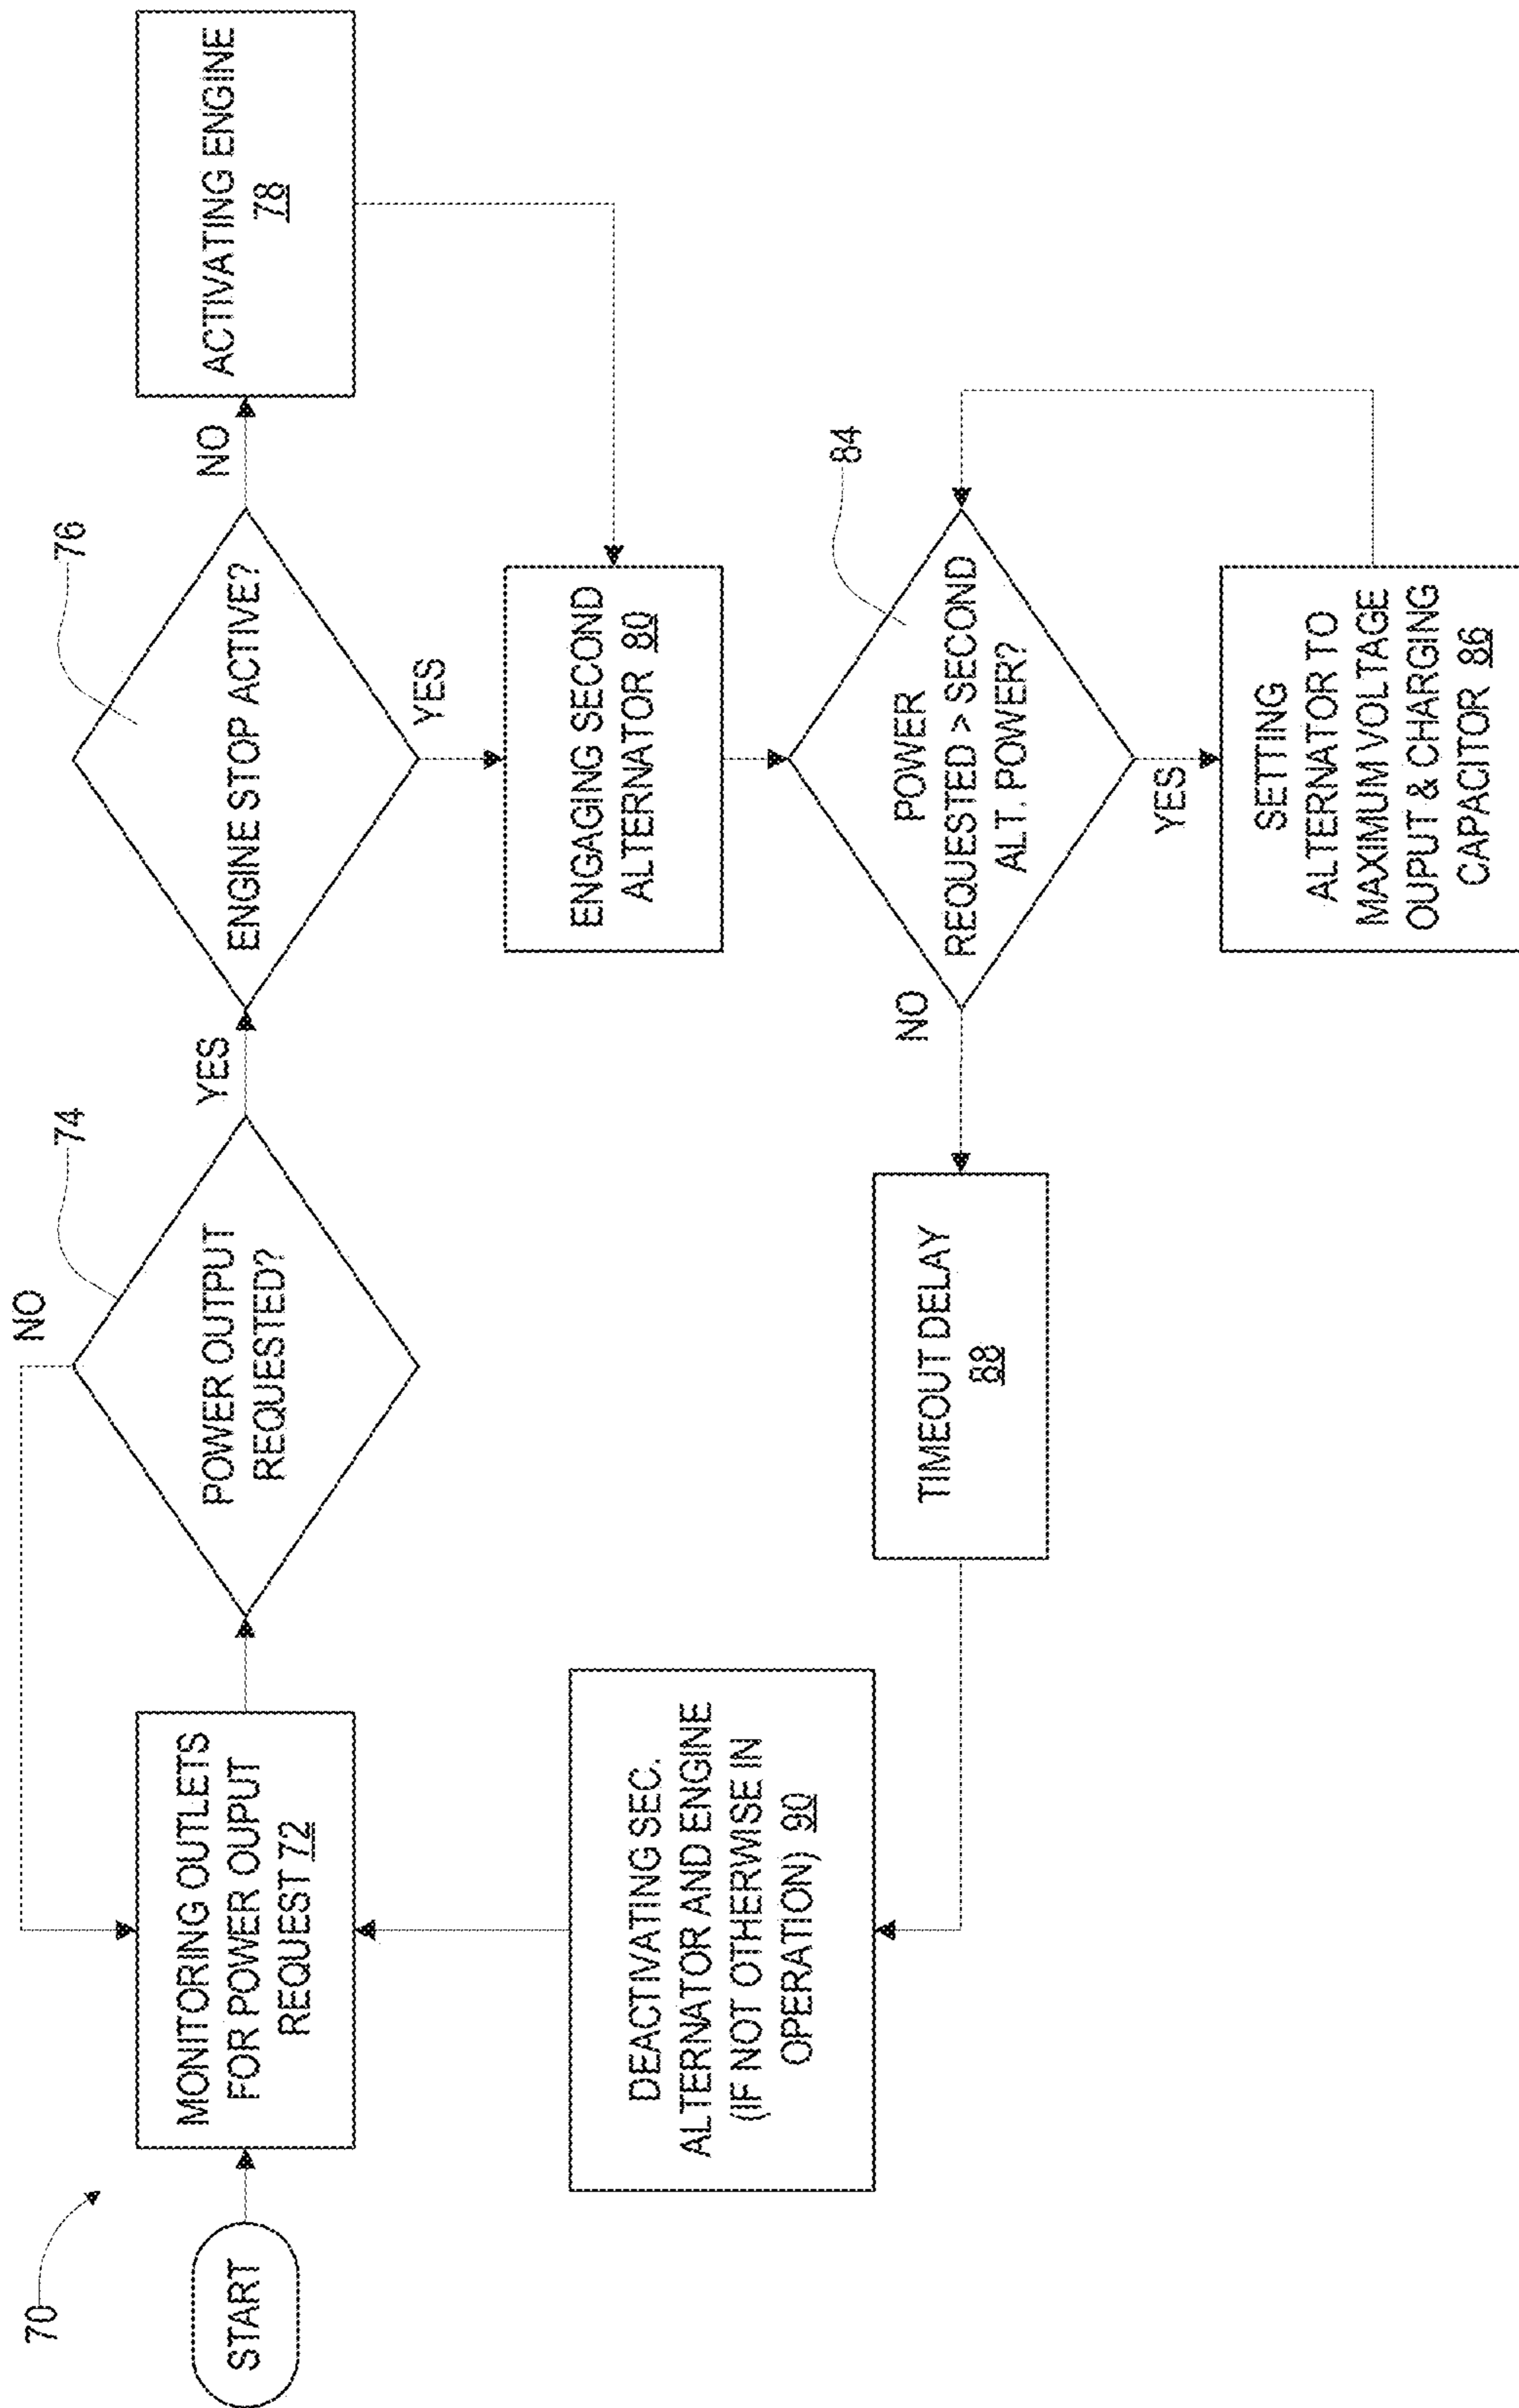 70
START
MONITORING OUTLETS
FOR POWER OUPUT
REQUEST 72
NO
74
POWER OUTPUT
REQUESTED?
YES
76
ENGINE STOP ACTIVE?
NO
ACTIVATING ENGINE
78
YES
ENGAGING SECOND
ALTERNATOR 80
84
POWER
REQUESTED > SECOND
ALT. POWER?
YES
SETTING
ALTERNATOR TO
MAXIMUM VOLTAGE
OUPUT & CHARGING
CAPACITOR 86
NO
TIMEOUT DELAY
88
DEACTIVATING SEC.
ALTERNATOR AND ENGINE
(IF NOT OTHERWISE IN
OPERATION) 90